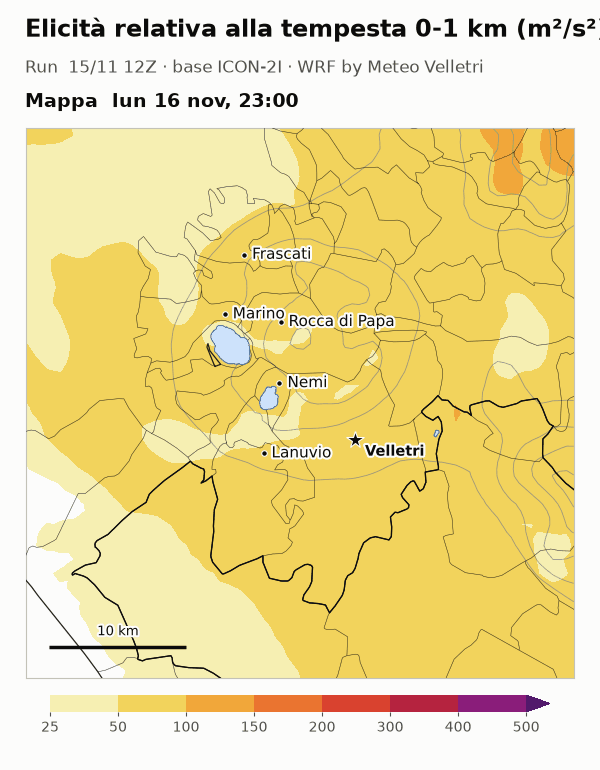 Elicità relativa alla tempesta 0-1 km (m²/s²)
Run 15/11 12Z · base ICON-2I · WRF by Meteo Velletri
Mappa lun 16 nov, 23:00
Frascati
Marino
Rocca di Papa
Nemi
Velletri
Lanuvio
10 km
25 50 100 150 200 300 400 500